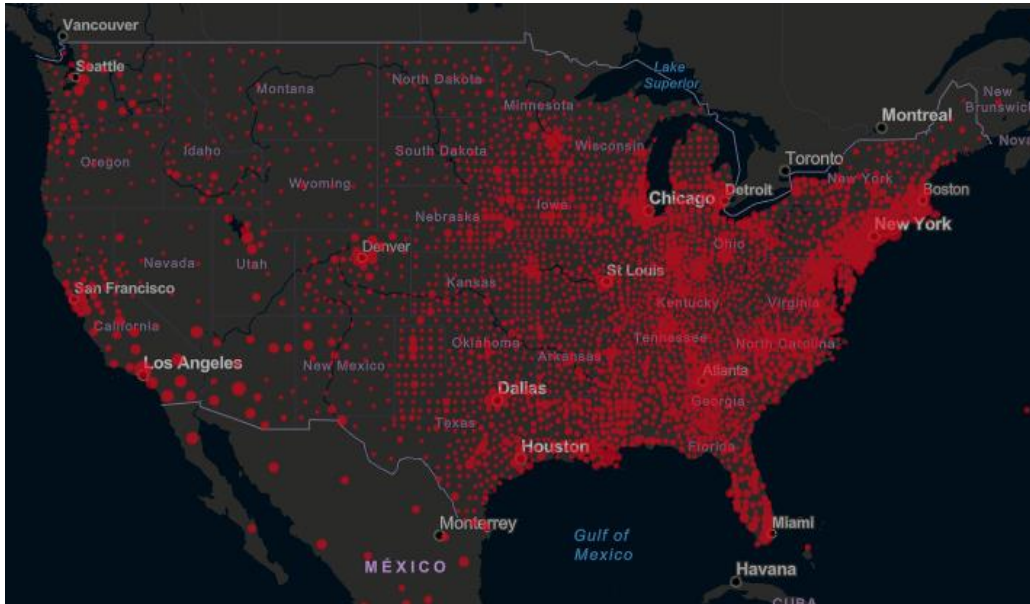 Vancouver
Seattle
Montana
North Dakota
Lake
Superior
Minnesota
New
Brunswick
Montreal
Nova
Oregon
Idaho
South Dakota
Wisconsin
Toronto
Wyoming
New York
Detroit
Boston
Chicago
Nebraska
Iowa
New York
Denver
Ohio
Nevada
Utah
Kansas
St Louis
San Francisco
Kentucky
Virginia
California
Tennessee
North Carolina
Oklahoma
Arkansas
Los Angeles
New Mexico
Atlanta
Dallas
Georgia
Texas
Houston
Florida
Monterrey
Miami
Gulf of
Mexico
MÉXICO
Havana
CUBA